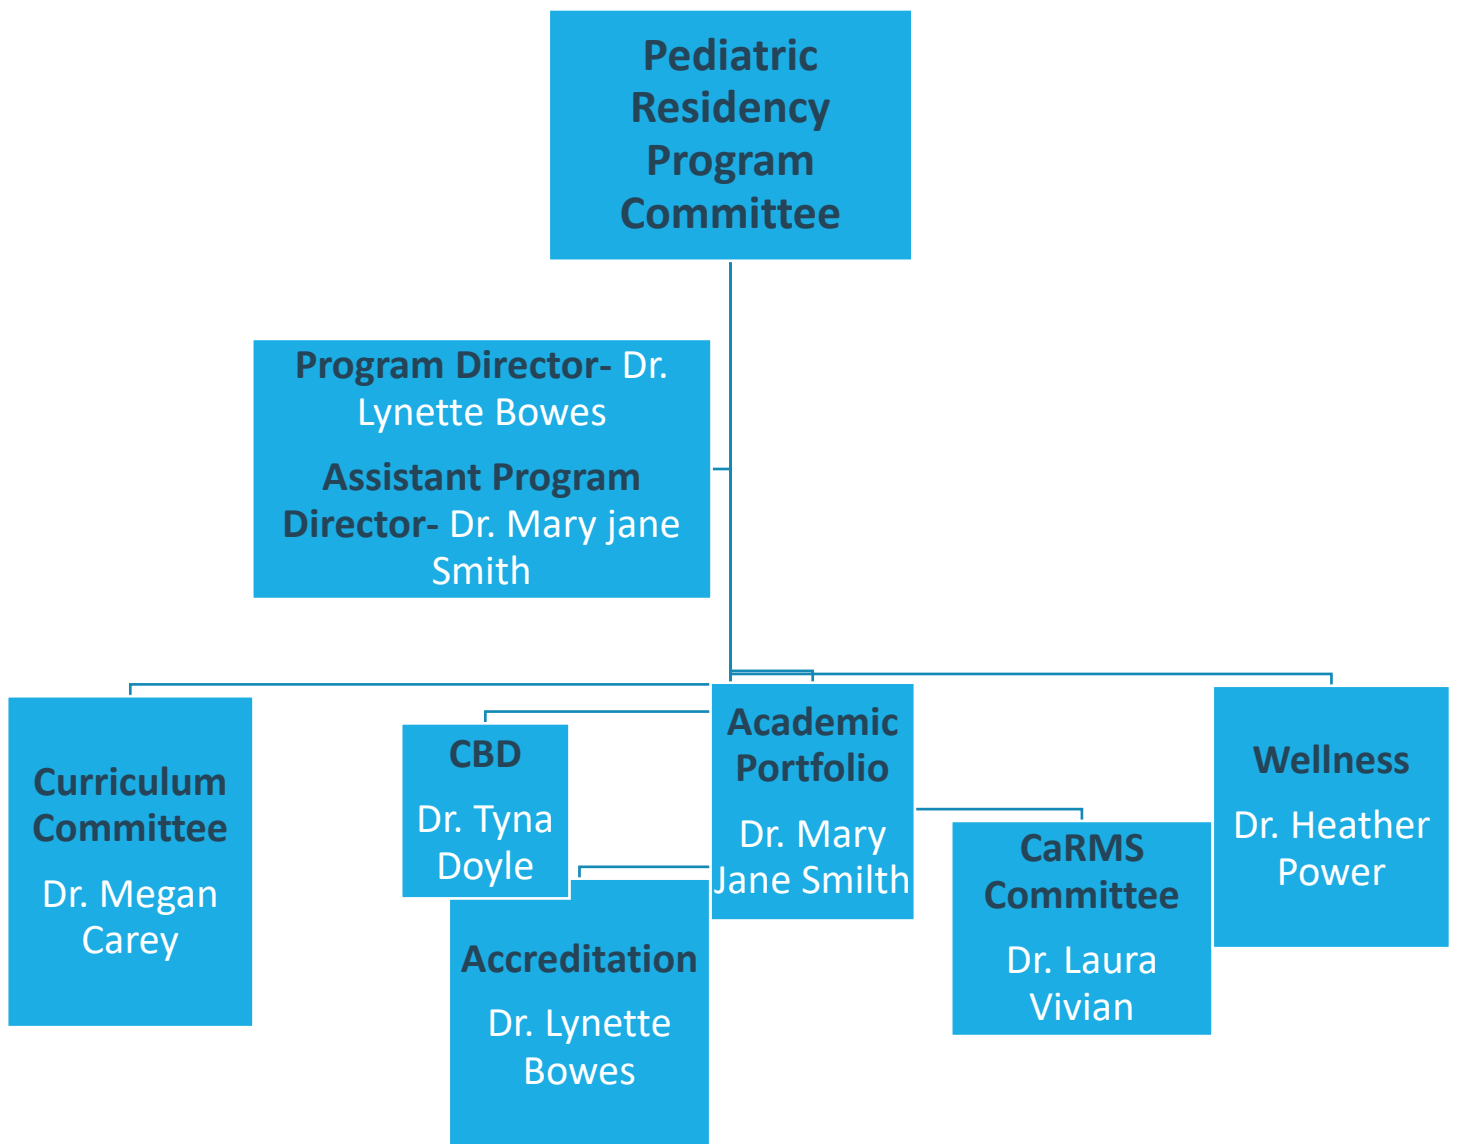 Pediatric
Residency
Program
Committee
Program Director- Dr.
Lynette Bowes
Assistant Program
Director- Dr. Mary jane
Smith
Curriculum
Committee
Dr. Megan
Carey
CBD
Dr. Tyna
Doyle
Accreditation
Dr. Lynette
Bowes
Academic
Portfolio
Dr. Mary
Jane Smilth
CaRMS
Committee
Dr. Laura
Vivian
Wellness
Dr. Heather
Power